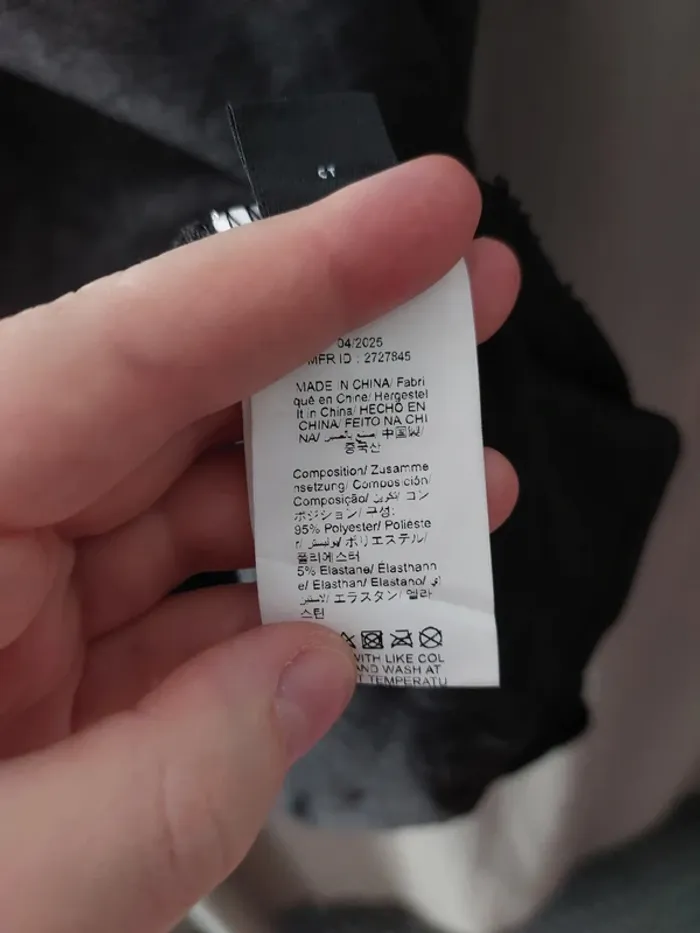 04/2025
MFR ID : 2727845
MADE IN CHINA/ Fabri
qué en Chine/ Hergestel
lt in China/ HECHO EN
CHINA/ FEITO NA CHI
NA/ 中国製/
중국산
Composition/ Zusamme
nsetzung/ Composición/
Composição/ تكوين/ コン
ポジション/ 구성:
95% Polyester/ Poliéste
r/ بوليستر/ ポリエステル/
폴리에스터
5% Elastane/ Élasthann
e/ Elasthan/ Elastano/
エラスタン/ 엘라
스틴
WITH LIKE COL
AND WASH AT
T TEMPERATU